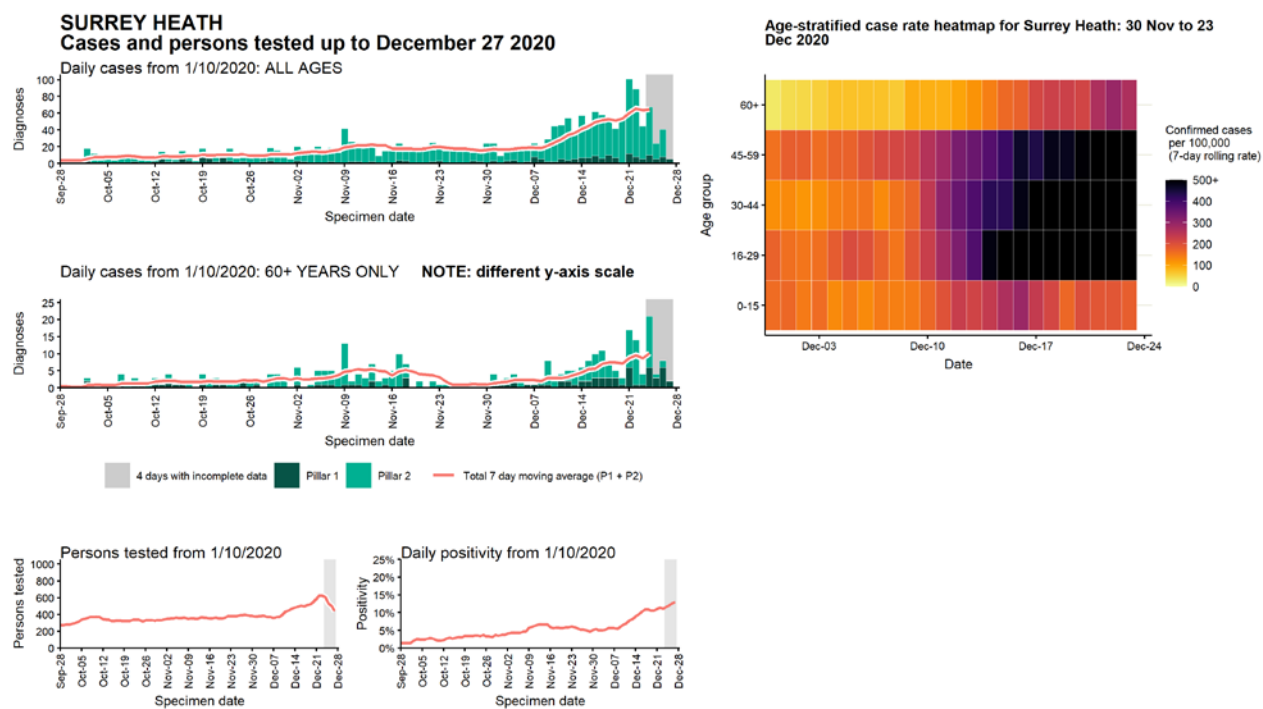 SURREY HEATH
Cases and persons tested up to December 27 2020
Daily cases from 1/10/2020: ALL AGES
Diagnoses
100
80
60
40
20
0
Sep-28
Oct-05
Oct-12
Oct-19
Oct-26
Nov-02
Nov-09
Nov-16
Nov-23
Nov-30
Dec-07
Dec-14
Dec-21
Dec-28
Specimen date
Daily cases from 1/10/2020: 60+ YEARS ONLY NOTE: different y-axis scale
Diagnoses
25
20
15
10
5
0
Sep-28
Oct-05
Oct-12
Oct-19
Oct-26
Nov-02
Nov-09
Nov-16
Nov-23
Nov-30
Dec-07
Dec-14
Dec-21
Dec-28
Specimen date
4 days with incomplete data
Pillar 1
Pillar 2
Total 7 day moving average (P1 + P2)
Persons tested from 1/10/2020
Persons tested
1000
800
600
400
200
0
Sep-28
Oct-05
Oct-12
Oct-19
Oct-26
Nov-02
Nov-09
Nov-16
Nov-23
Nov-30
Dec-07
Dec-14
Dec-21
Dec-28
Specimen date
Daily positivity from 1/10/2020
Positivity
25%
20%
15%
10%
5%
0%
Sep-28
Oct-05
Oct-12
Oct-19
Oct-26
Nov-02
Nov-09
Nov-16
Nov-23
Nov-30
Dec-07
Dec-14
Dec-21
Dec-28
Specimen date
Age-stratified case rate heatmap for Surrey Heath: 30 Nov to 23
Dec 2020
Age group
60+
45-59
30-44
16-29
0-15
Dec-03
Dec-10
Dec-17
Dec-24
Date
Confirmed cases
per 100,000
(7-day rolling rate)
500+
400
300
200
100
0